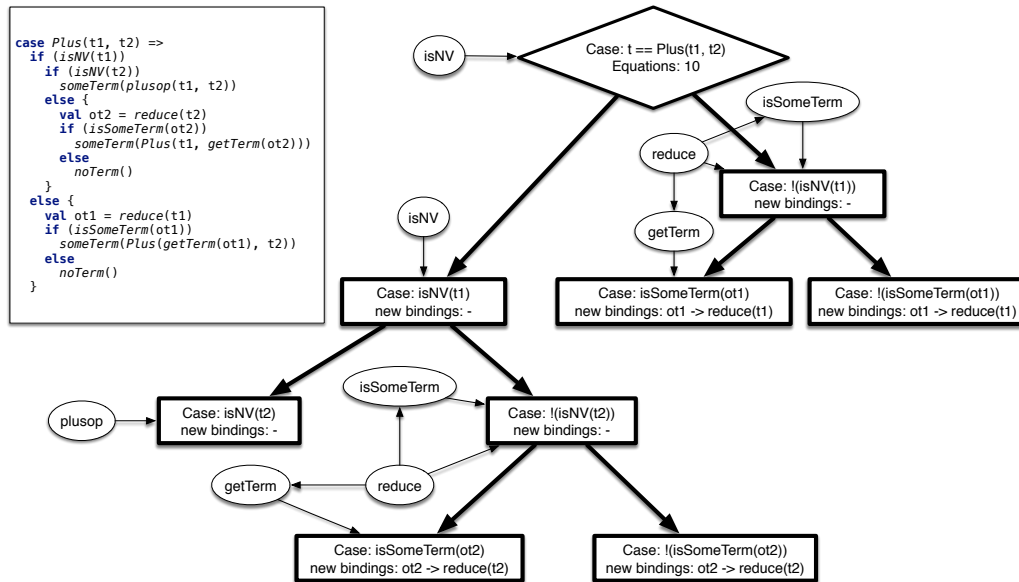 case Plus(t1, t2) =>
if (isNV(t1))
if (isNV(t2))
someTerm(plusop(t1, t2))
else {
val ot2 = reduce(t2)
if (isSomeTerm(ot2))
someTerm(Plus(t1, getTerm(ot2)))
else
noTerm()
}
else {
val ot1 = reduce(t1)
if (isSomeTerm(ot1))
someTerm(Plus(getTerm(ot1), t2))
else
noTerm()
}
isNV
Case: t == Plus(t1, t2)
Equations: 10
isSomeTerm
reduce
Case: !(isNV(t1))
new bindings: -
isNV
getTerm
Case: isNV(t1)
new bindings: -
Case: isSomeTerm(ot1)
new bindings: ot1 -> reduce(t1)
Case: !(isSomeTerm(ot1))
new bindings: ot1 -> reduce(t1)
isSomeTerm
plusop
Case: isNV(t2)
new bindings: -
Case: !(isNV(t2))
new bindings: -
getTerm
reduce
Case: isSomeTerm(ot2)
new bindings: ot2 -> reduce(t2)
Case: !(isSomeTerm(ot2))
new bindings: ot2 -> reduce(t2)